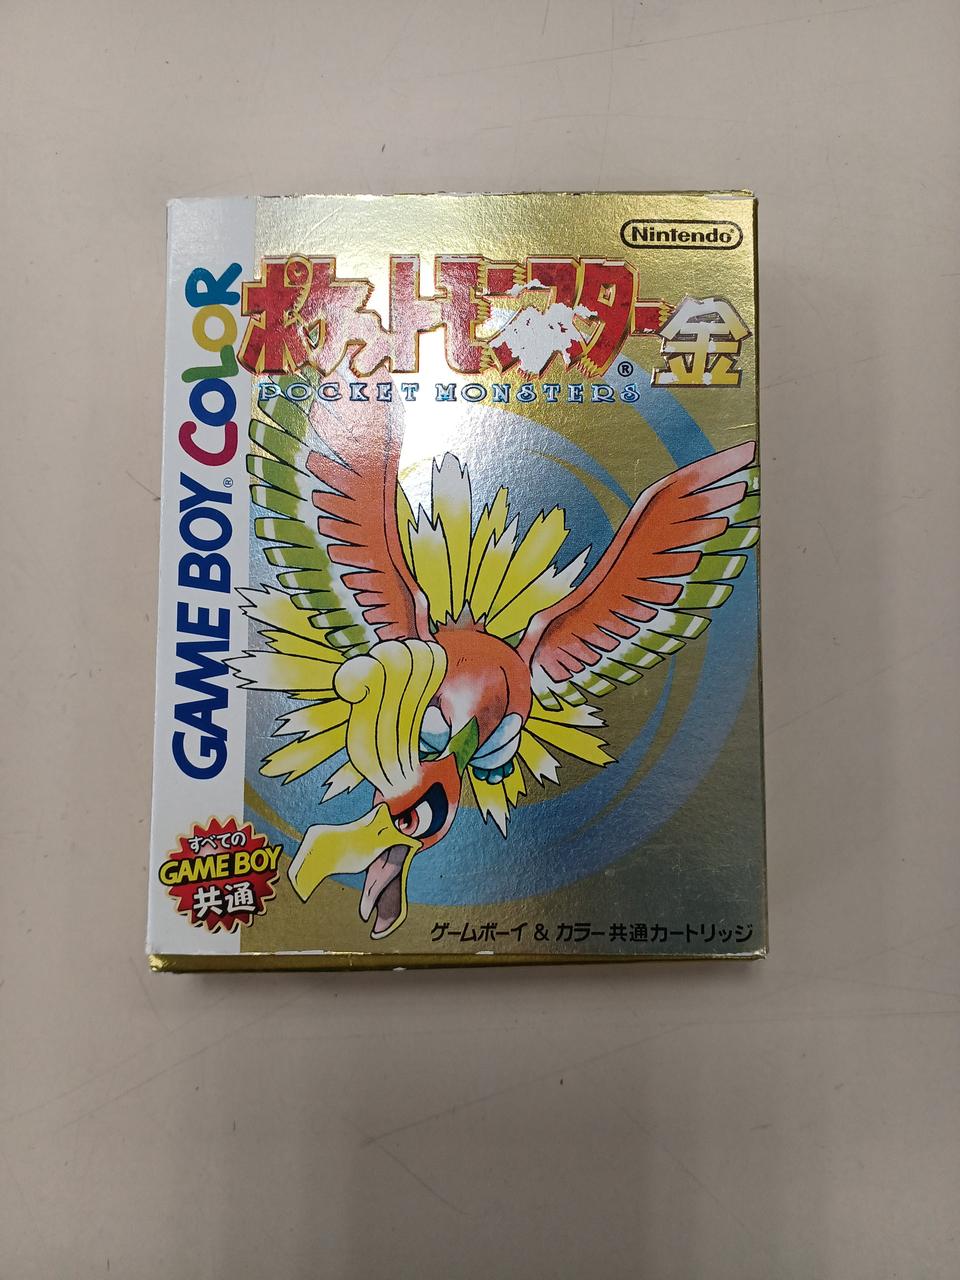 Nintendo®
ポケットモンスター®金
POCKET MONSTERS
GAME BOY® COLOR
すべての
GAME BOY
共通
ゲームボーイ & カラー共通カートリッジ